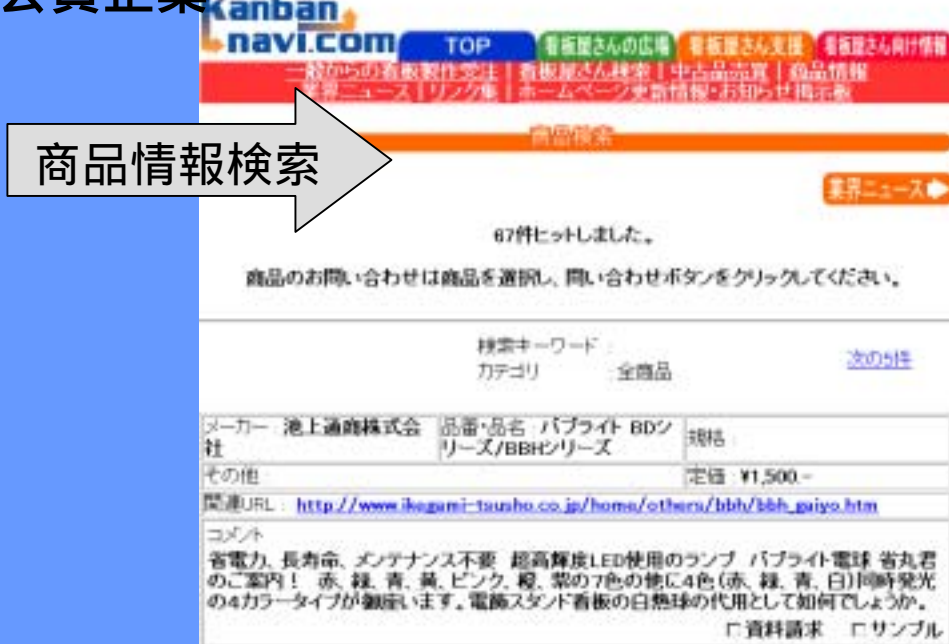 会員企業
Kanban
navi.com
TOP 看板屋さんの広場 看板屋さん支援 看板屋さん向け情報
一般からの看板製作受注 | 看板屋さん検索 | 中古品売買 | 商品情報
業界ニュース | リンク集 | ホームページ更新情報・お知らせ掲示板
商品検索
商品情報検索
業界ニュース
67件ヒットしました。
商品のお問い合わせは商品を選択し、問い合わせボタンをクリックしてください。
検索キーワード :
カテゴリ : 全商品
次の5件
メーカー : 池上通商株式会社 品番・品名 : バブライト BDシリーズ/BBHシリーズ 規格 :
その他 定価 : ¥1,500.-
関連URL : http://www.ikegami-tsusho.co.jp/home/others/bbh/bbh_gaiyo.htm
コメント
省電力、長寿命、メンテナンス不要 超高輝度LED使用のランプ バブライト電球 省丸君
のご案内! 赤、緑、青、黄、ピンク、橙、紫の7色の他に4色(赤、緑、青、白)同時発光
の4カラータイプが御座います。電飾スタンド看板の白熱球の代用として如何でしょうか。
資料請求 サンプル